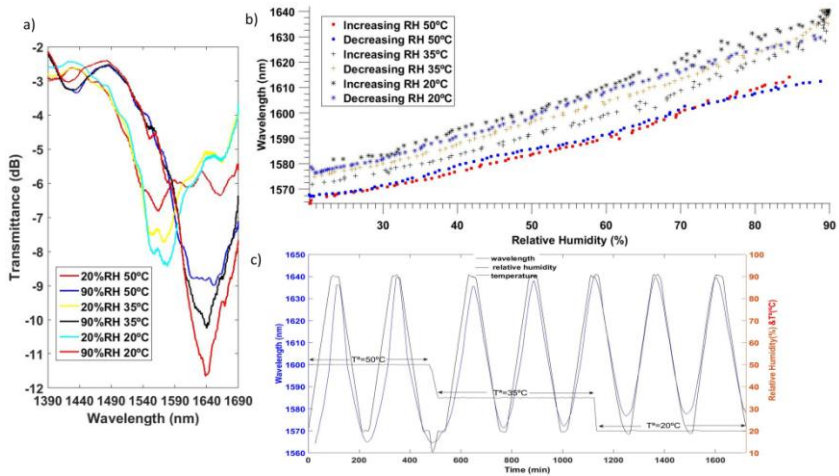 a)
-2
-3
-4
-5
-6
-7
-8
-9
-10
-11
-12
Transmittance (dB)
20%RH 50ºC
90%RH 50ºC
20%RH 35ºC
90%RH 35ºC
20%RH 20ºC
90%RH 20ºC
1390 1440 1490 1540 1590 1640 1690
Wavelength (nm)
b)
1640
1630
1620
1610
1600
1590
1580
1570
Wavelength (nm)
Increasing RH 50ºC
Decreasing RH 50ºC
Increasing RH 35ºC
Decreasing RH 35ºC
Increasing RH 20ºC
Decreasing RH 20ºC
30 40 50 60 70 80 90
Relative Humidity (%)
c)
1650
1640
1630
1620
1610
1600
1590
1580
1570
1560
Wavelength (nm)
wavelength
relative humidity
temperature
Tª=50ºC
Tª=35ºC
Tª=20ºC
100
90
80
70
60
50
40
30
20
10
Relative Humidity(%) &Tª(ºC)
0 200 400 600 800 1000 1200 1400 1600
Time (min)